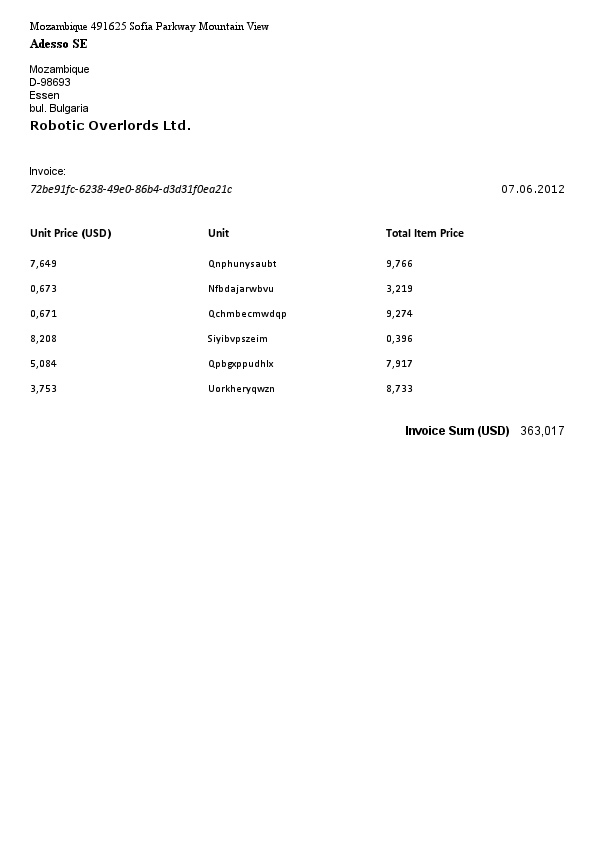 Mozambique 491625 Sofia Parkway Mountain View
Adesso SE
Mozambique
D-98693
Essen
bul. Bulgaria
Robotic Overlords Ltd.
Invoice:
72be91fc-6238-49e0-86b4-d3d31f0ea21c 07.06.2012
Unit Price (USD) Unit Total Item Price
7,649 Qnphunysaubt 9,766
0,673 Nfbdajarwbvu 3,219
0,671 Qchmbecmwdqp 9,274
8,208 Siyibvpszeim 0,396
5,084 Qpbgxppudhlx 7,917
3,753 Uorkheryqwzn 8,733
Invoice Sum (USD) 363,017